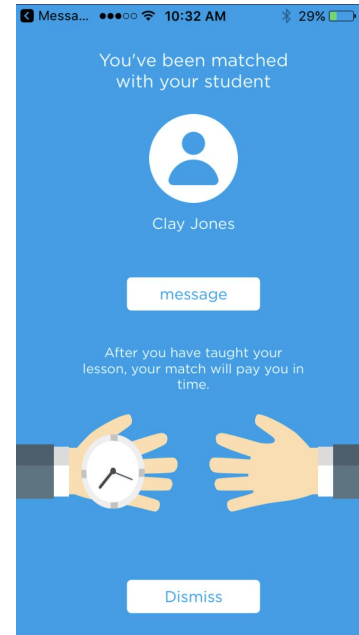 Messa... 10:32 AM 29%
You've been matched
with your student
Clay Jones
message
After you have taught your
lesson, your match will pay you in
time.
Dismiss